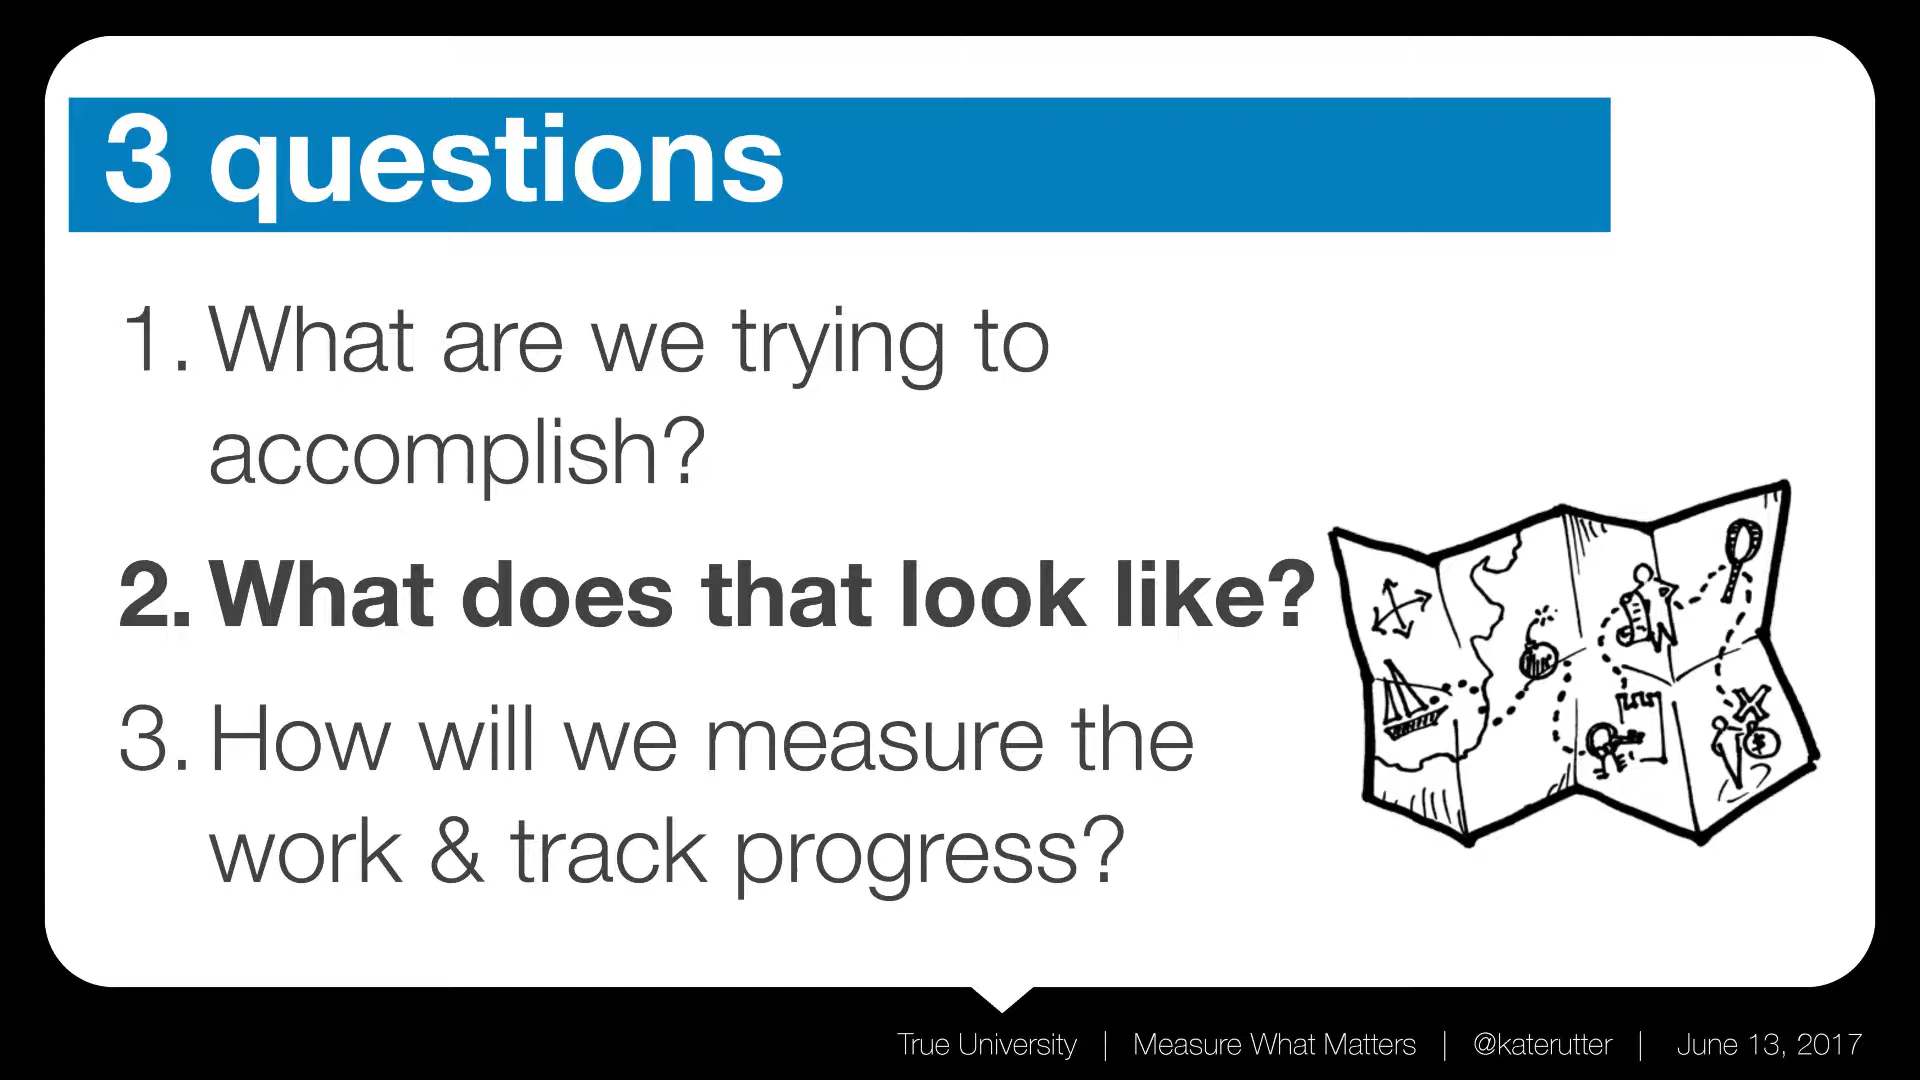 3 questions
1. What are we trying to
accomplish?
2. What does that look like?
3. How will we measure the
work & track progress?
$
True University | Measure What Matters | @katerutter | June 13, 2017